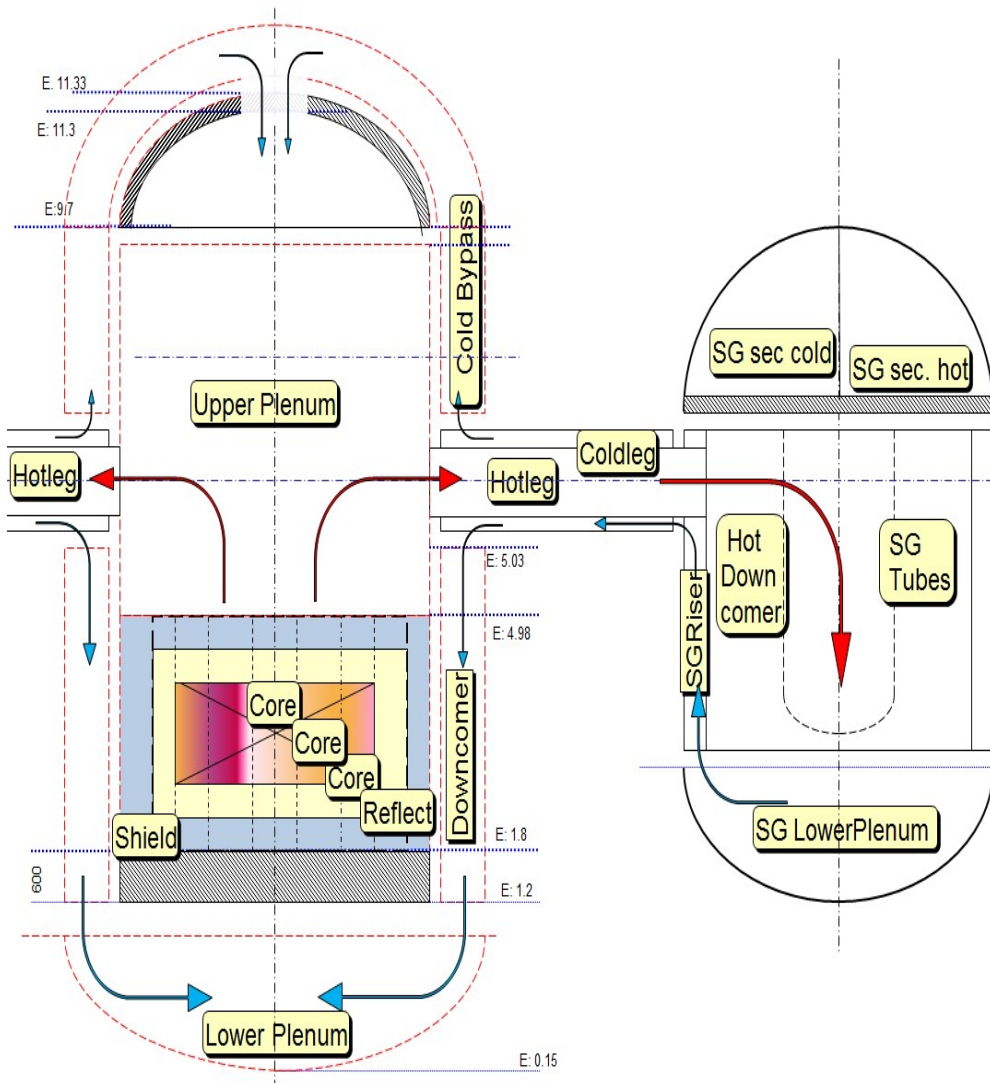 E. 11.33
E: 11.3
E:9.7
Cold Bypass
SG sec cold
SG sec. hot
Upper Plenum
Coldleg
Hotleg
Hotleg
Hot
Down
comer
SG
Tubes
E: 5.03
SGRiser
E: 4.98
Core
Core
Core
Reflect
Downcomer
Shield
SG LowerPlenum
E: 1.8
600
E: 1.2
Lower Plenum
E: 0.15